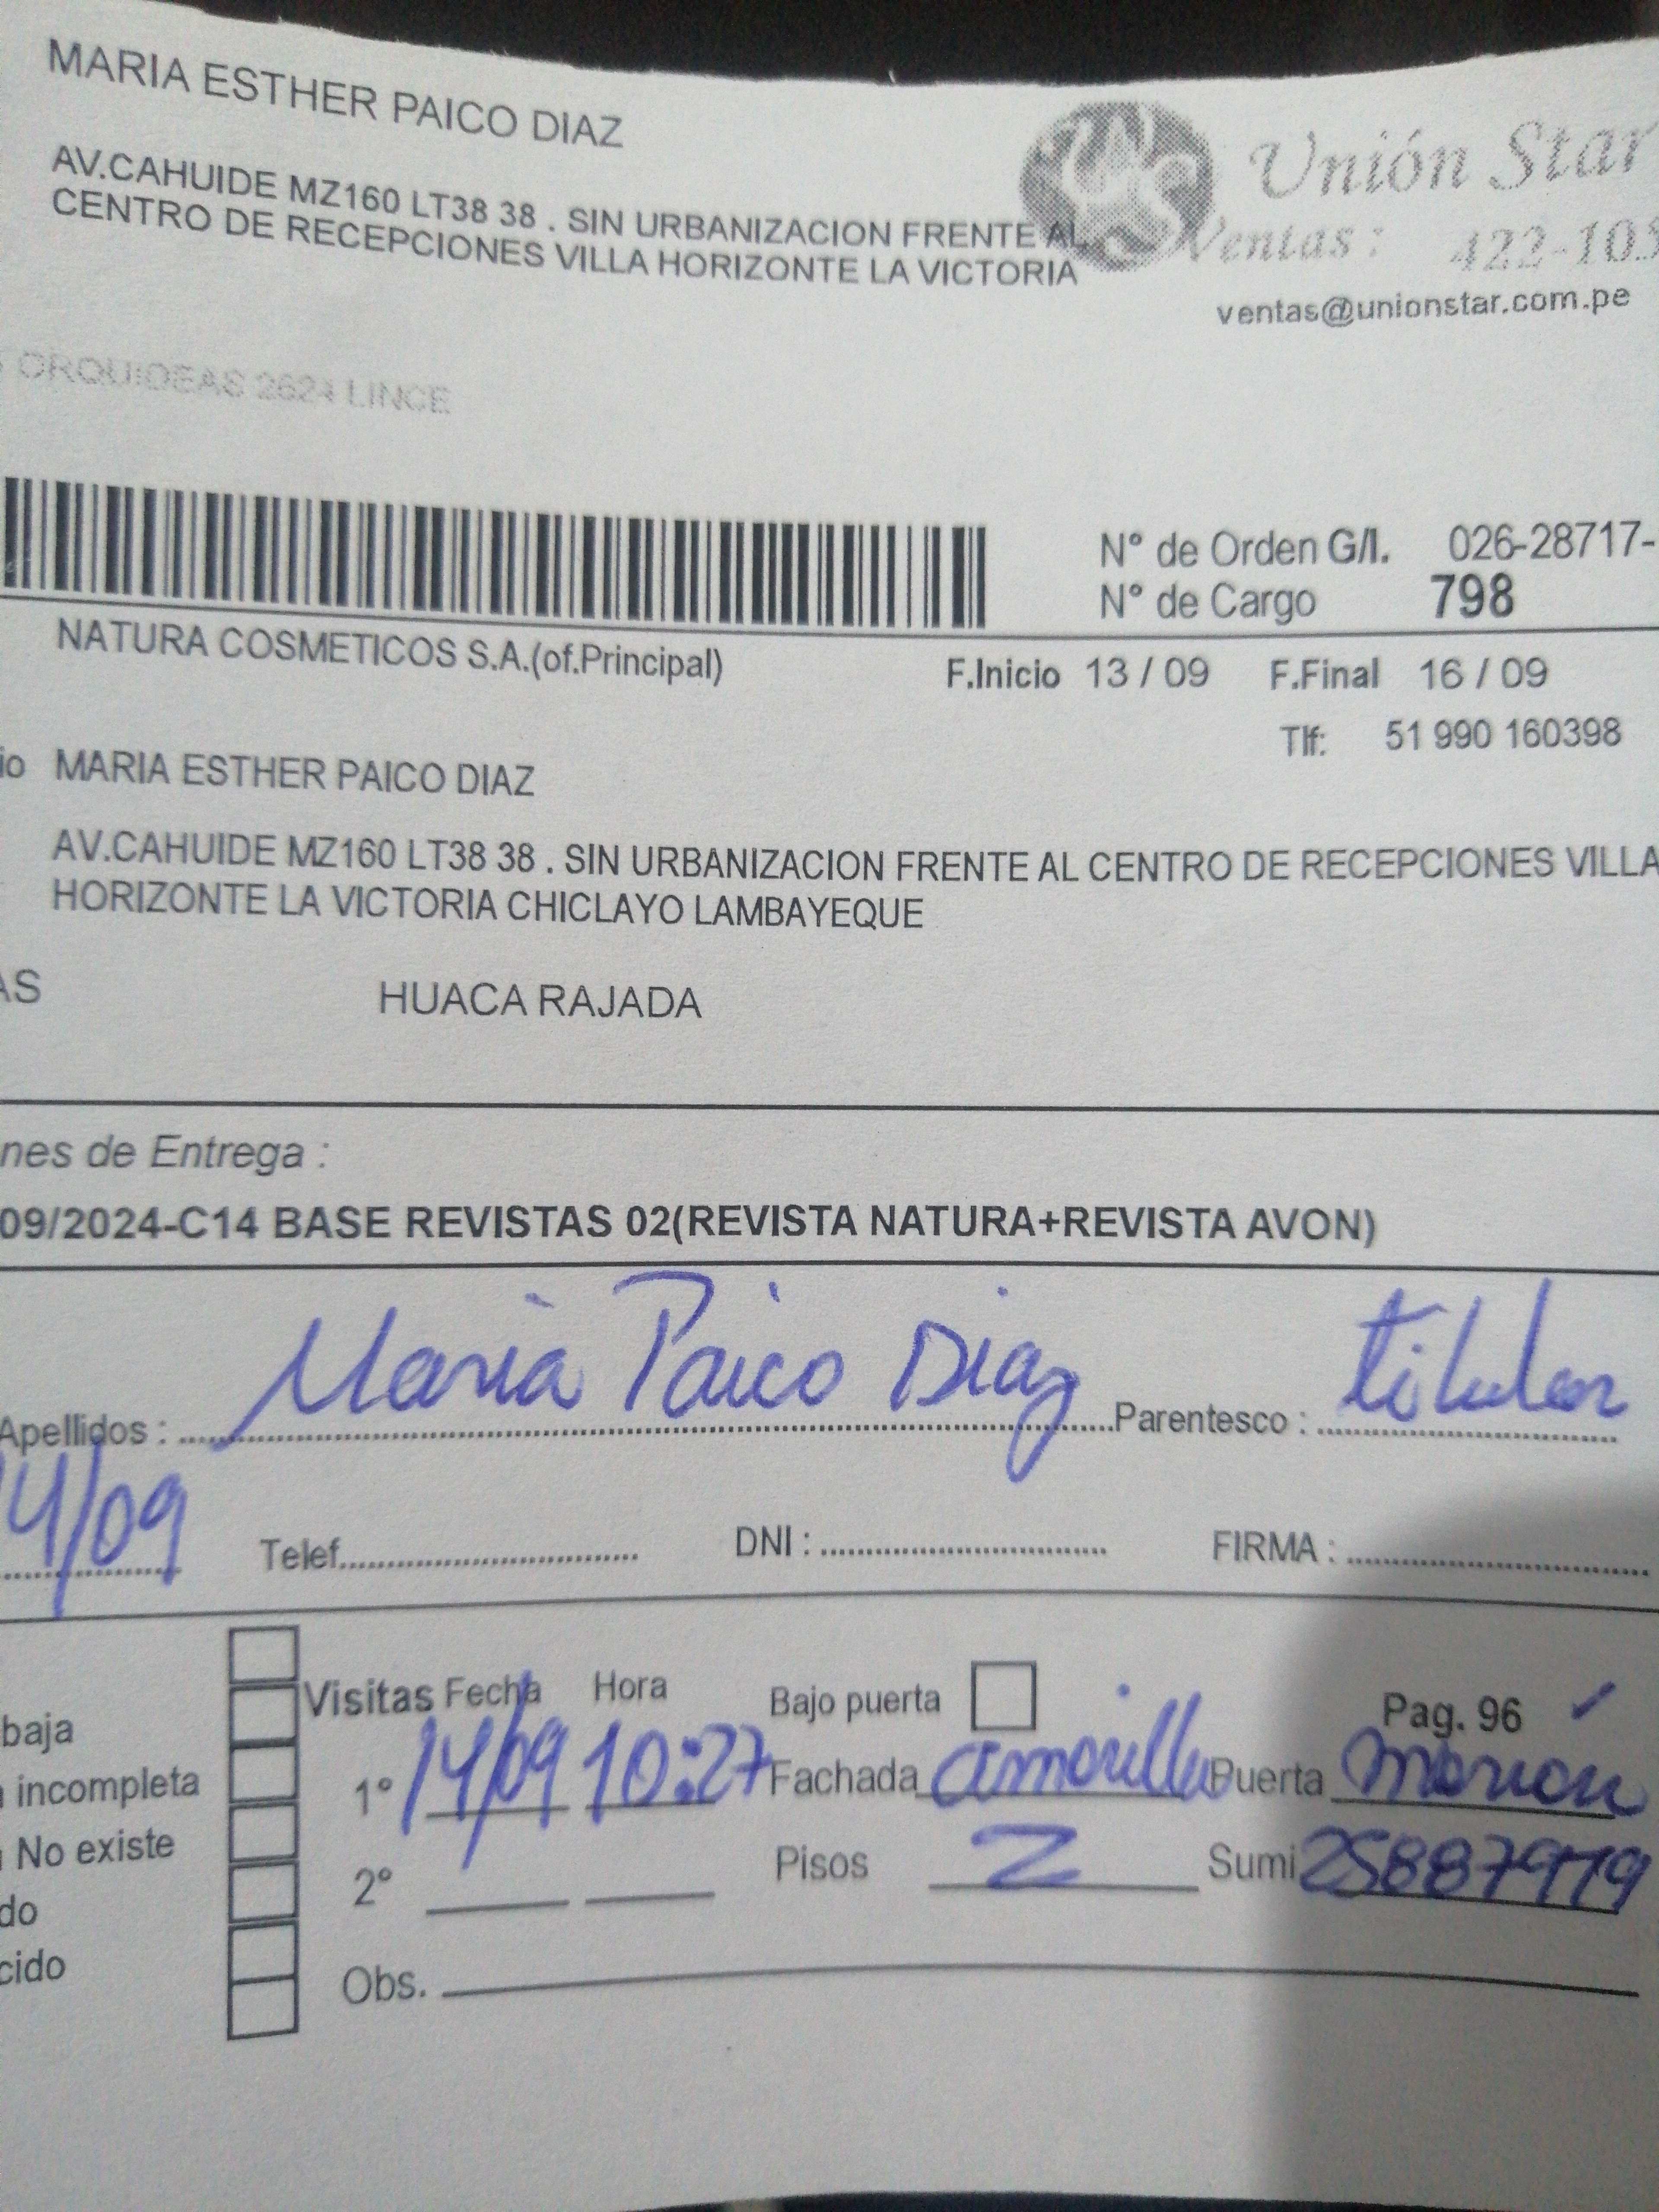 MARIA ESTHER PAICO DIAZ
AV.CAHUIDE MZ160 LT38 38 . SIN URBANIZACION FRENTE AL
CENTRO DE RECEPCIONES VILLA HORIZONTE LA VICTORIA
Unión Star
Ventas : 422-105
ventas@unionstar.com.pe
ORQUIDEAS 2624 LINCE
N° de Orden G/I. 026-28717-
N° de Cargo 798
NATURA COSMETICOS S.A.(of.Principal)
F.Inicio 13 / 09 F.Final 16 / 09
Tlf: 51 990 160398
io MARIA ESTHER PAICO DIAZ
AV.CAHUIDE MZ160 LT38 38 . SIN URBANIZACION FRENTE AL CENTRO DE RECEPCIONES VILLA
HORIZONTE LA VICTORIA CHICLAYO LAMBAYEQUE
AS HUACA RAJADA
nes de Entrega :
09/2024-C14 BASE REVISTAS 02(REVISTA NATURA+REVISTA AVON)
Apellidos : Maria Paico Diaz Parentesco : titular
4/09 Telef. DNI : FIRMA :
Visitas Fecha Hora Bajo puerta Pag. 96
baja
incompleta 1° 14/09 10:27 Fachada amarilla Puerta marron
No existe 2° Pisos 2 Sumi
do
cido Obs.